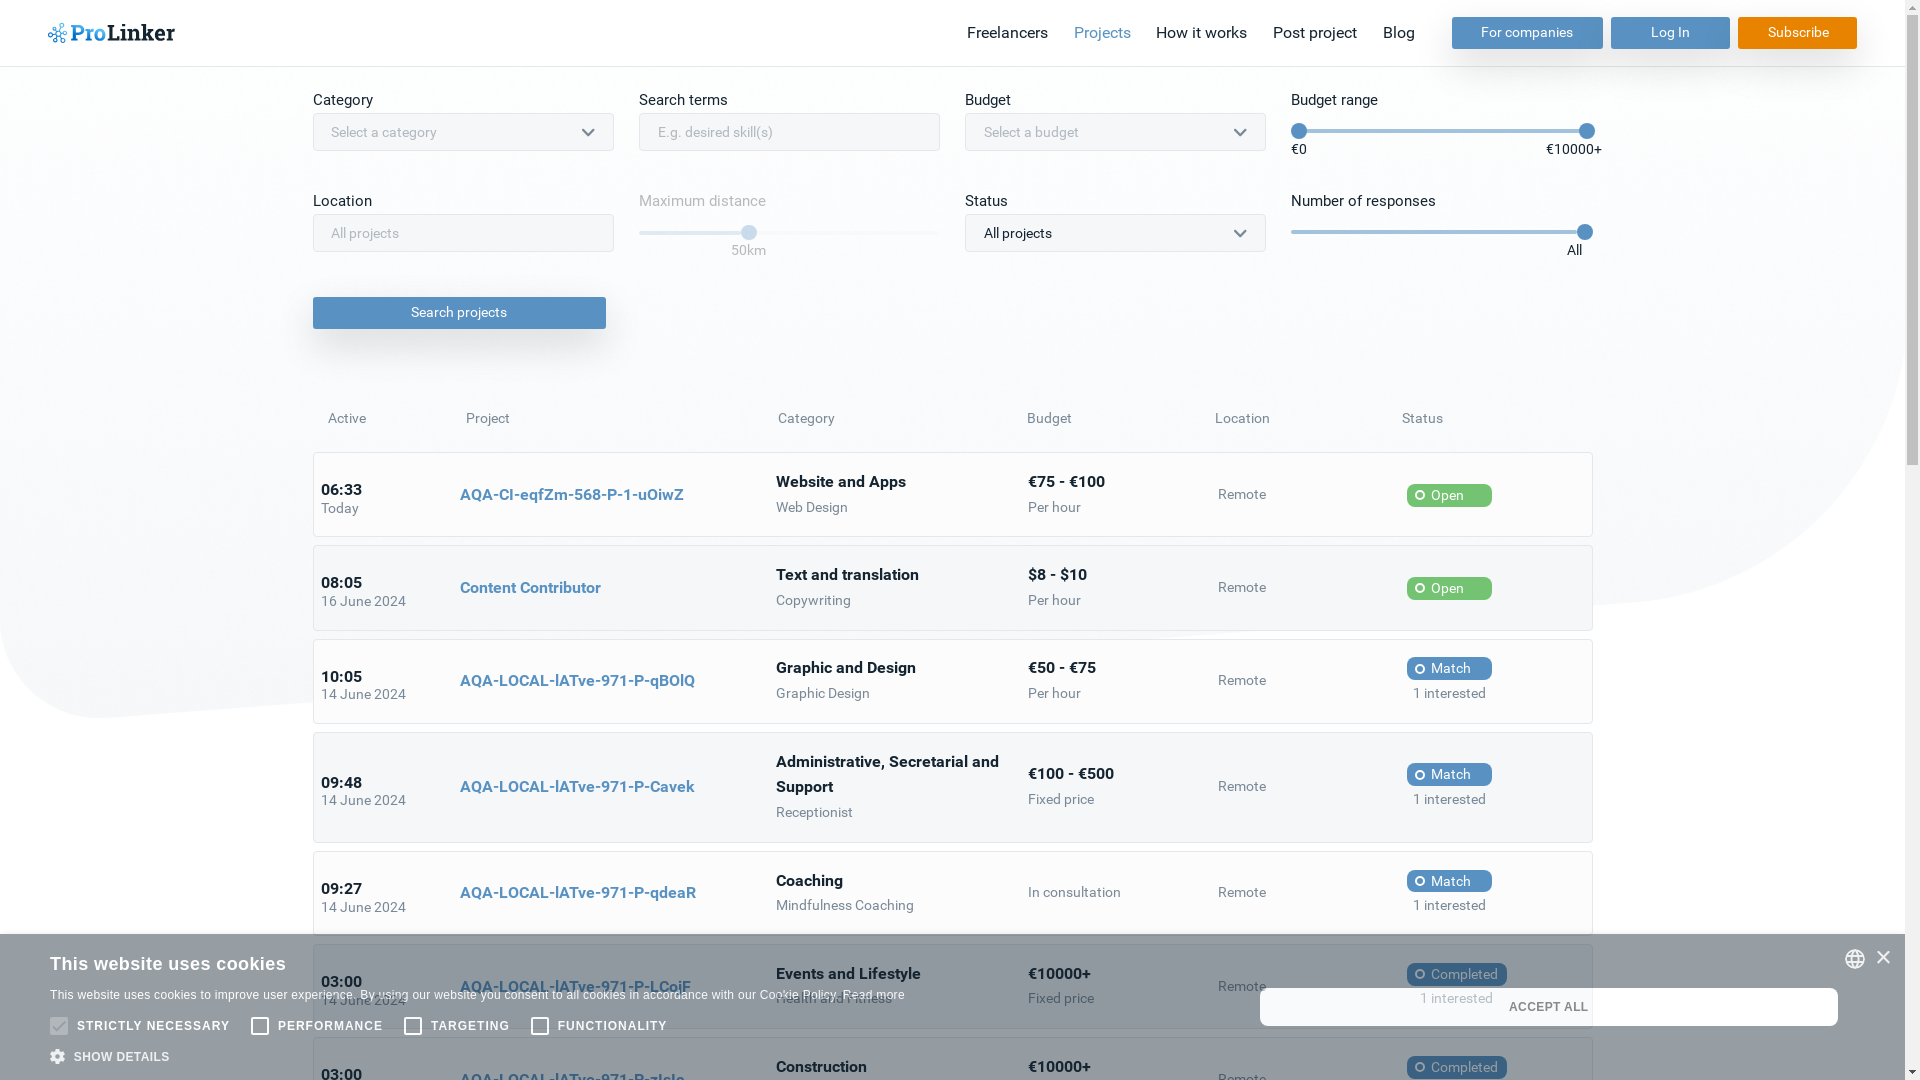 ProLinker
Freelancers
Projects
How it works
Post project
Blog
For companies
Log In
Subscribe
Category
Search terms
Budget
Budget range
Select a category
E.g. desired skill(s)
Select a budget
€0
€10000+
Location
Maximum distance
Status
Number of responses
All projects
50km
All projects
All
Search projects
Active
Project
Category
Budget
Location
Status
06:33
Today
AQA-CI-eqfZm-568-P-1-uOiwZ
Website and Apps
Web Design
€75 - €100
Per hour
Remote
Open
08:05
16 June 2024
Content Contributor
Text and translation
Copywriting
$8 - $10
Per hour
Remote
Open
10:05
14 June 2024
AQA-LOCAL-lATve-971-P-qBOlQ
Graphic and Design
Graphic Design
€50 - €75
Per hour
Remote
Match
1 interested
09:48
14 June 2024
AQA-LOCAL-lATve-971-P-Cavek
Administrative, Secretarial and
Support
Receptionist
€100 - €500
Fixed price
Remote
Match
1 interested
09:27
14 June 2024
AQA-LOCAL-lATve-971-P-qdeaR
Coaching
Mindfulness Coaching
In consultation
Remote
Match
1 interested
03:00
14 June 2024
AQA-LOCAL-lATve-971-P-LCoiF
Events and Lifestyle
Health and Fitness
€10000+
Fixed price
Remote
Completed
1 interested
03:00
Construction
€10000+
Remote
Completed
This website uses cookies
This website uses cookies to improve user experience. By using our website you consent to all cookies in accordance with our Cookie Policy. Read more
STRICTLY NECESSARY
PERFORMANCE
TARGETING
FUNCTIONALITY
SHOW DETAILS
ACCEPT ALL